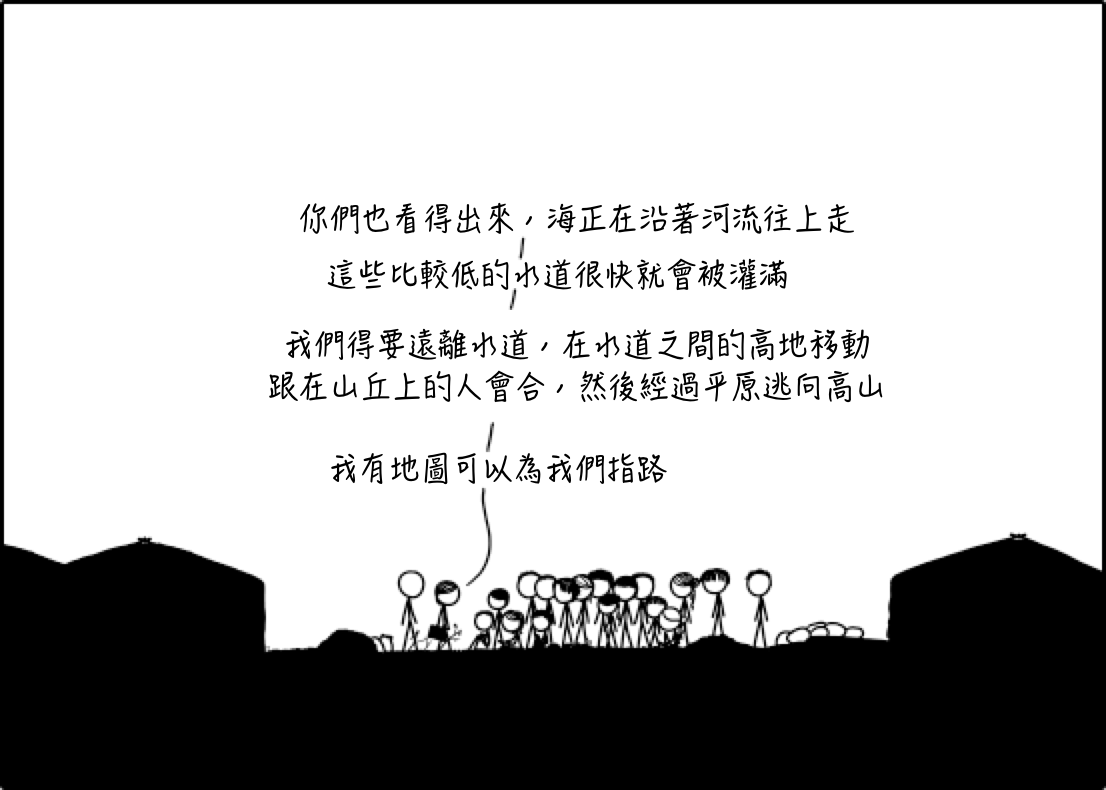 你們也看得出來，海正在沿著河流往上走
這些比較低的水道很快就會被灌滿
我們得要遠離水道，在水道之間的高地移動
跟在山丘上的人會合，然後經過平原逃向高山
我有地圖可以為我們指路